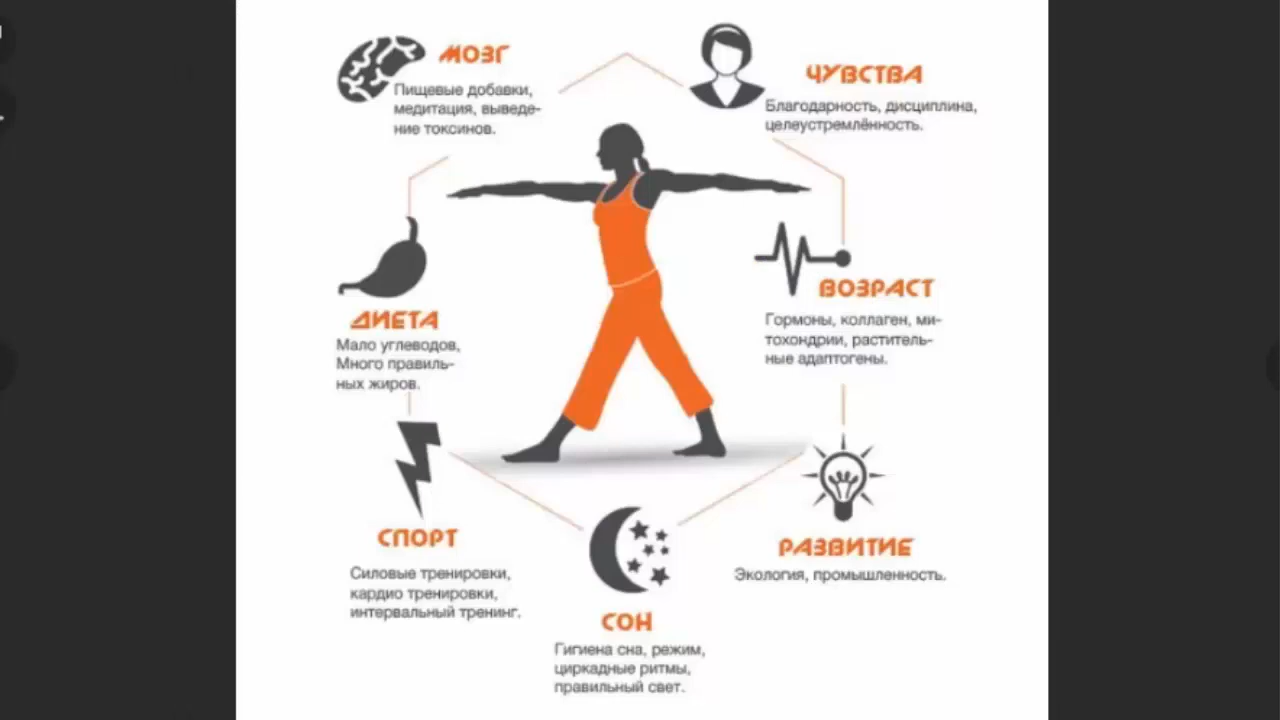 МОЗГ
Пищевые добавки,
медитация, выведе-
ние токсинов.
ЧУВСТВА
Благодарность, дисциплина,
целеустремлённость.
ДИЕТА
Мало углеводов,
Много правиль-
ных жиров.
ВОЗРАСТ
Гормоны, коллаген, ми-
тохондрии, раститель-
ные адаптогены.
СПОРТ
Силовые тренировки,
кардио тренировки,
интервальный тренинг.
РАЗВИТИЕ
Экология, промышленность.
СОН
Гигиена сна, режим,
циркадные ритмы,
правильный свет.